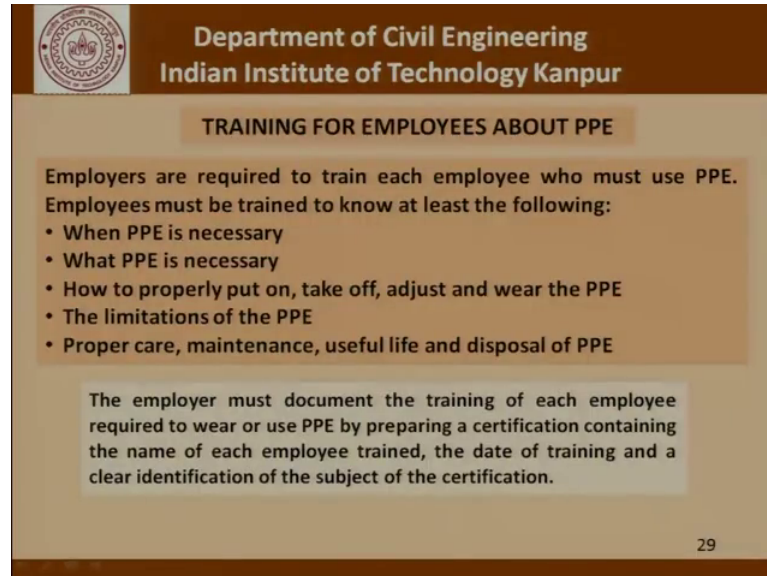 Department of Civil Engineering
Indian Institute of Technology Kanpur
TRAINING FOR EMPLOYEES ABOUT PPE
Employers are required to train each employee who must use PPE.
Employees must be trained to know at least the following:
• When PPE is necessary
• What PPE is necessary
• How to properly put on, take off, adjust and wear the PPE
• The limitations of the PPE
• Proper care, maintenance, useful life and disposal of PPE
The employer must document the training of each employee
required to wear or use PPE by preparing a certification containing
the name of each employee trained, the date of training and a
clear identification of the subject of the certification.
29